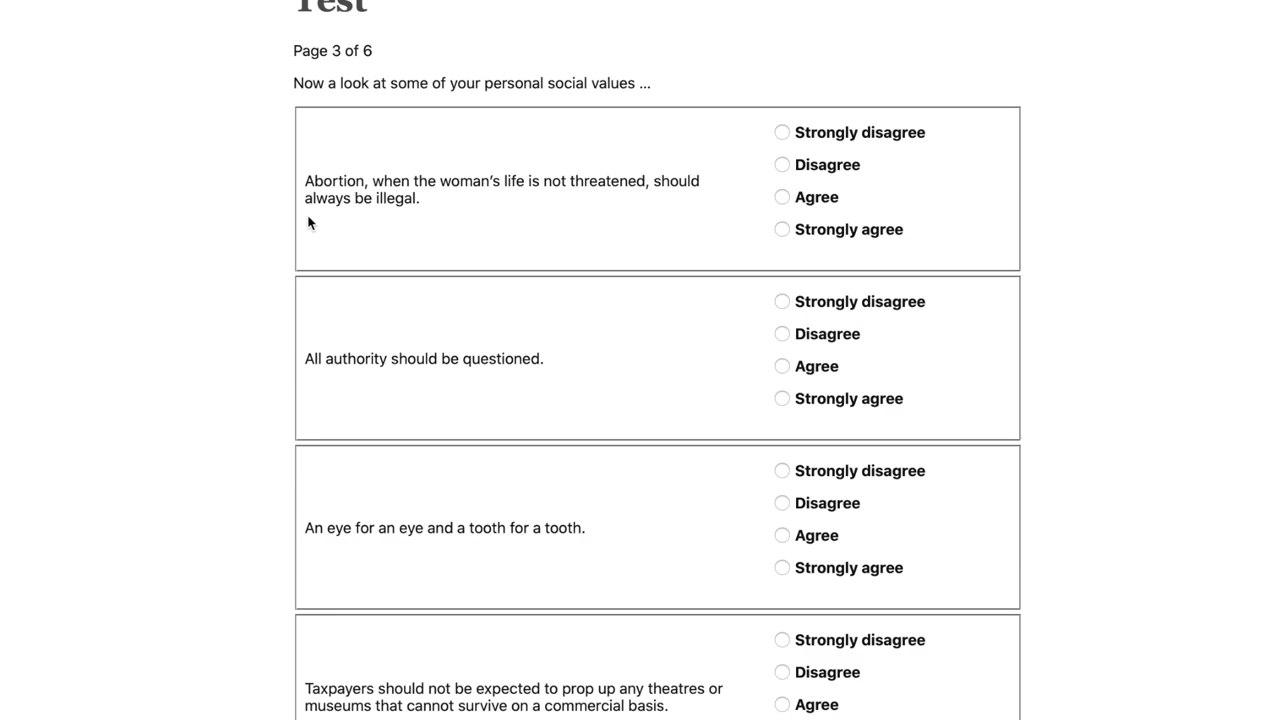 Test
Page 3 of 6
Now a look at some of your personal social values ...
Abortion, when the woman's life is not threatened, should
always be illegal.
Strongly disagree
Disagree
Agree
Strongly agree
All authority should be questioned.
Strongly disagree
Disagree
Agree
Strongly agree
An eye for an eye and a tooth for a tooth.
Strongly disagree
Disagree
Agree
Strongly agree
Taxpayers should not be expected to prop up any theatres or
museums that cannot survive on a commercial basis.
Strongly disagree
Disagree
Agree